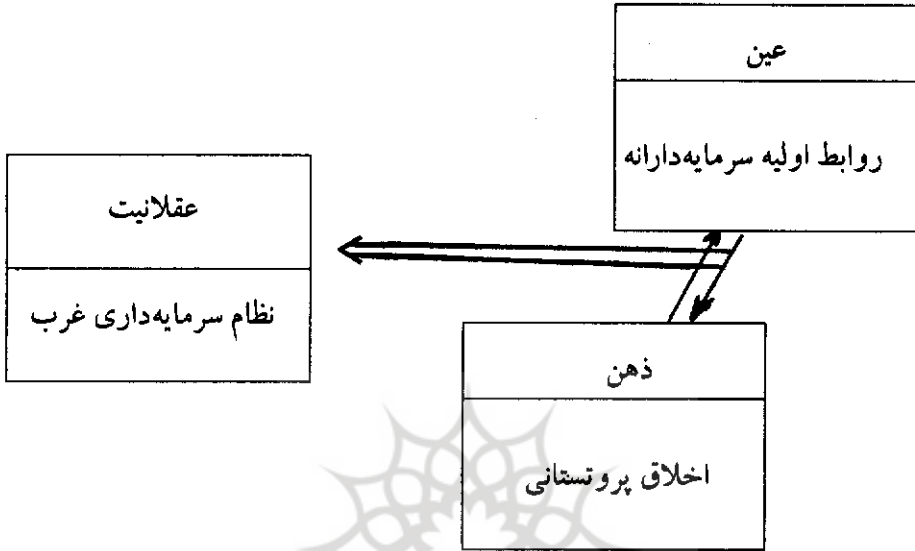 عین
روابط اولیه سرمایه‌دارانه
عقلانیت
نظام سرمایه‌داری غرب
ذهن
اخلاق پروتستانی